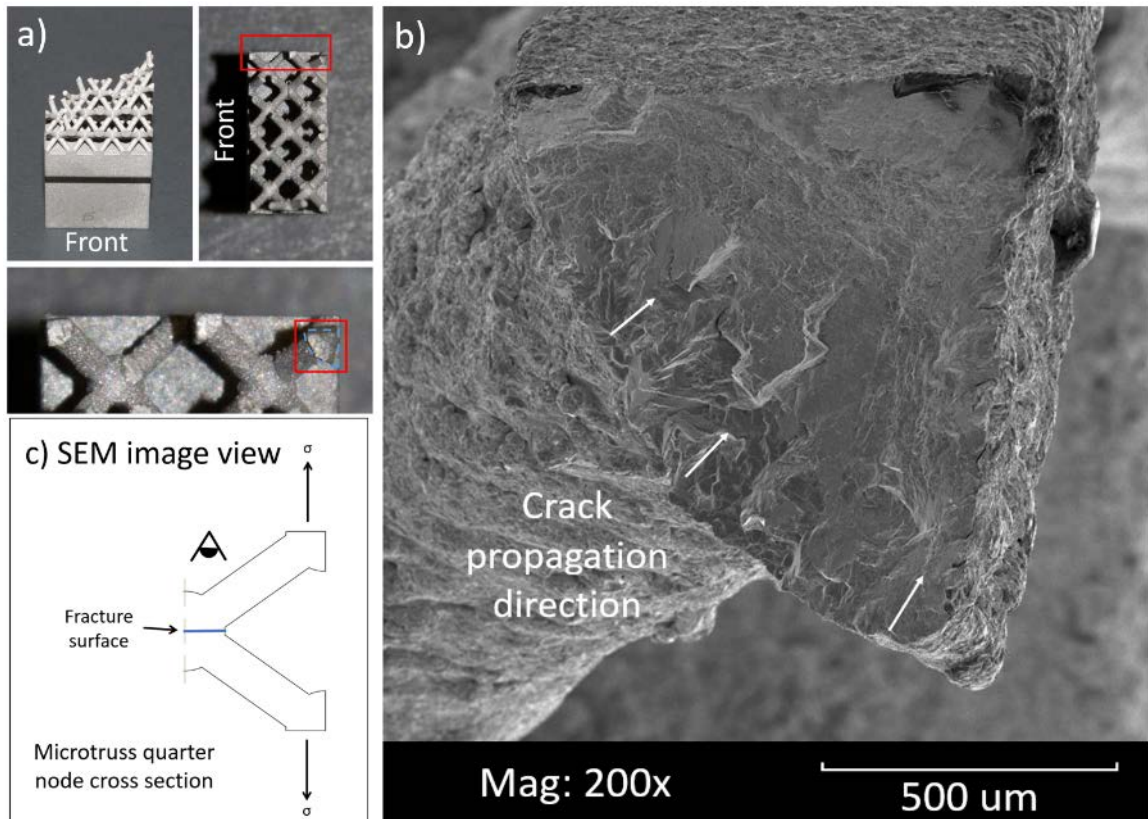 a)
Front
Front
b)
Crack
propagation
direction
Mag: 200x
500 um
c) SEM image view
σ
Fracture
surface
Microtruss quarter
node cross section
σ